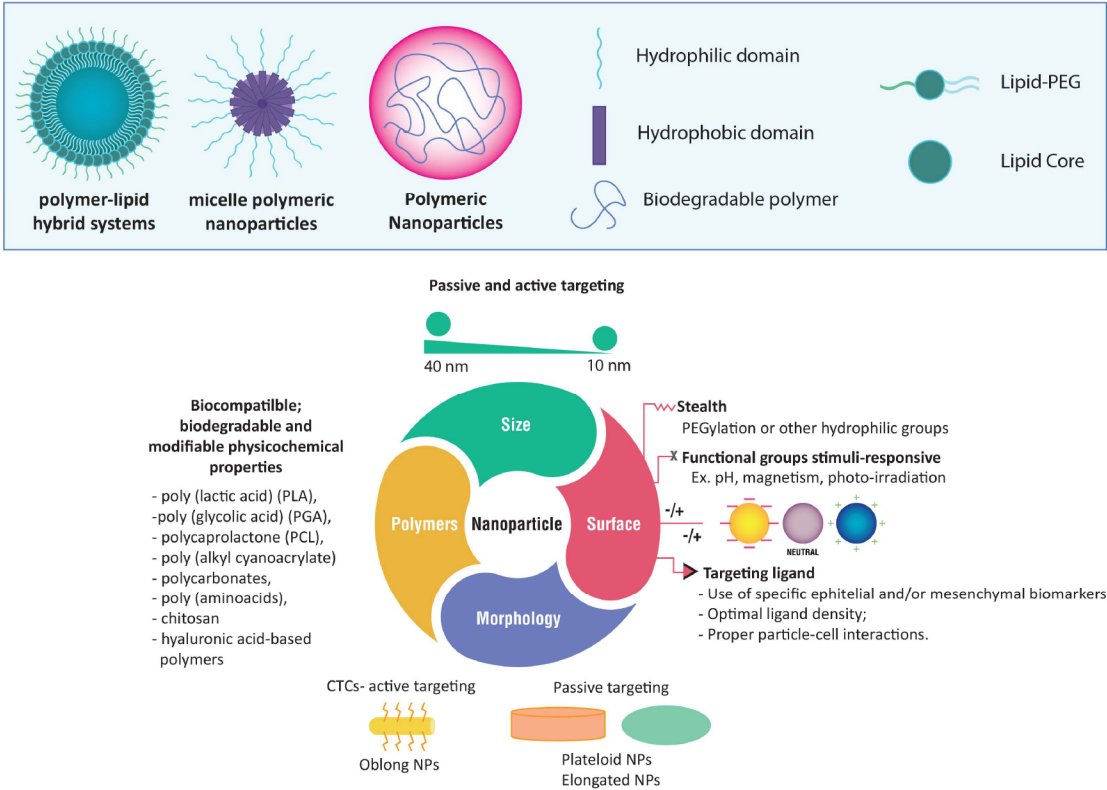 polymer-lipid
hybrid systems
micelle polymeric
nanoparticles
Polymeric
Nanoparticles
Hydrophilic domain
Hydrophobic domain
Biodegradable polymer
Lipid-PEG
Lipid Core
Passive and active targeting
40 nm
10 nm
Biocompatilble;
biodegradable and
modifiable physicochemical
properties
- poly (lactic acid) (PLA),
-poly (glycolic acid) (PGA),
- polycaprolactone (PCL),
- poly (alkyl cyanoacrylate)
- polycarbonates,
- poly (aminoacids),
- chitosan
- hyaluronic acid-based
polymers
Size
Polymers
Nanoparticle
Surface
Morphology
Stealth
PEGylation or other hydrophilic groups
Functional groups stimuli-responsive
Ex. pH, magnetism, photo-irradiation
-/+
-/+
NEUTRAL
Targeting ligand
- Use of specific ephitelial and/or mesenchymal biomarkers
- Optimal ligand density;
- Proper particle-cell interactions.
CTCs- active targeting
Oblong NPs
Passive targeting
Plateloid NPs
Elongated NPs